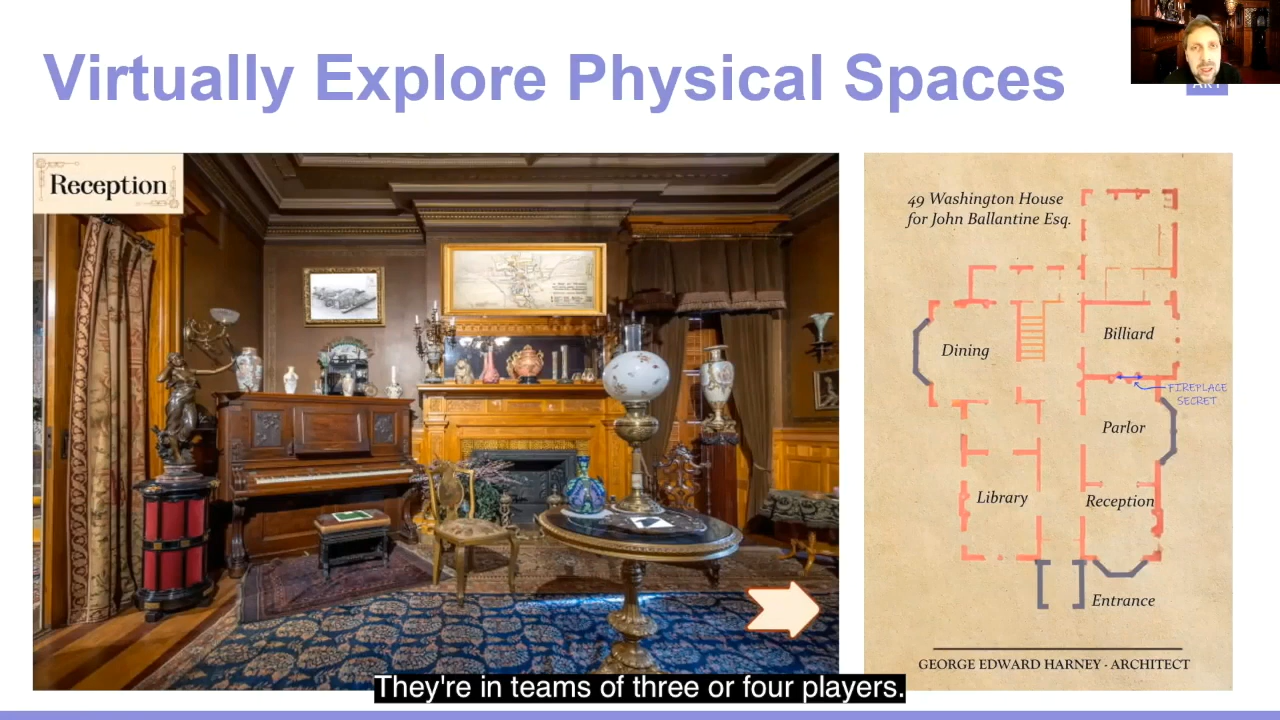 Virtually Explore Physical Spaces
ART
Reception
49 Washington House
for John Ballantine Esq.
Billiard
Dining
FIREPLACE
SECRET
Parlor
Library
Reception
Entrance
GEORGE EDWARD HARNEY · ARCHITECT
They're in teams of three or four players.